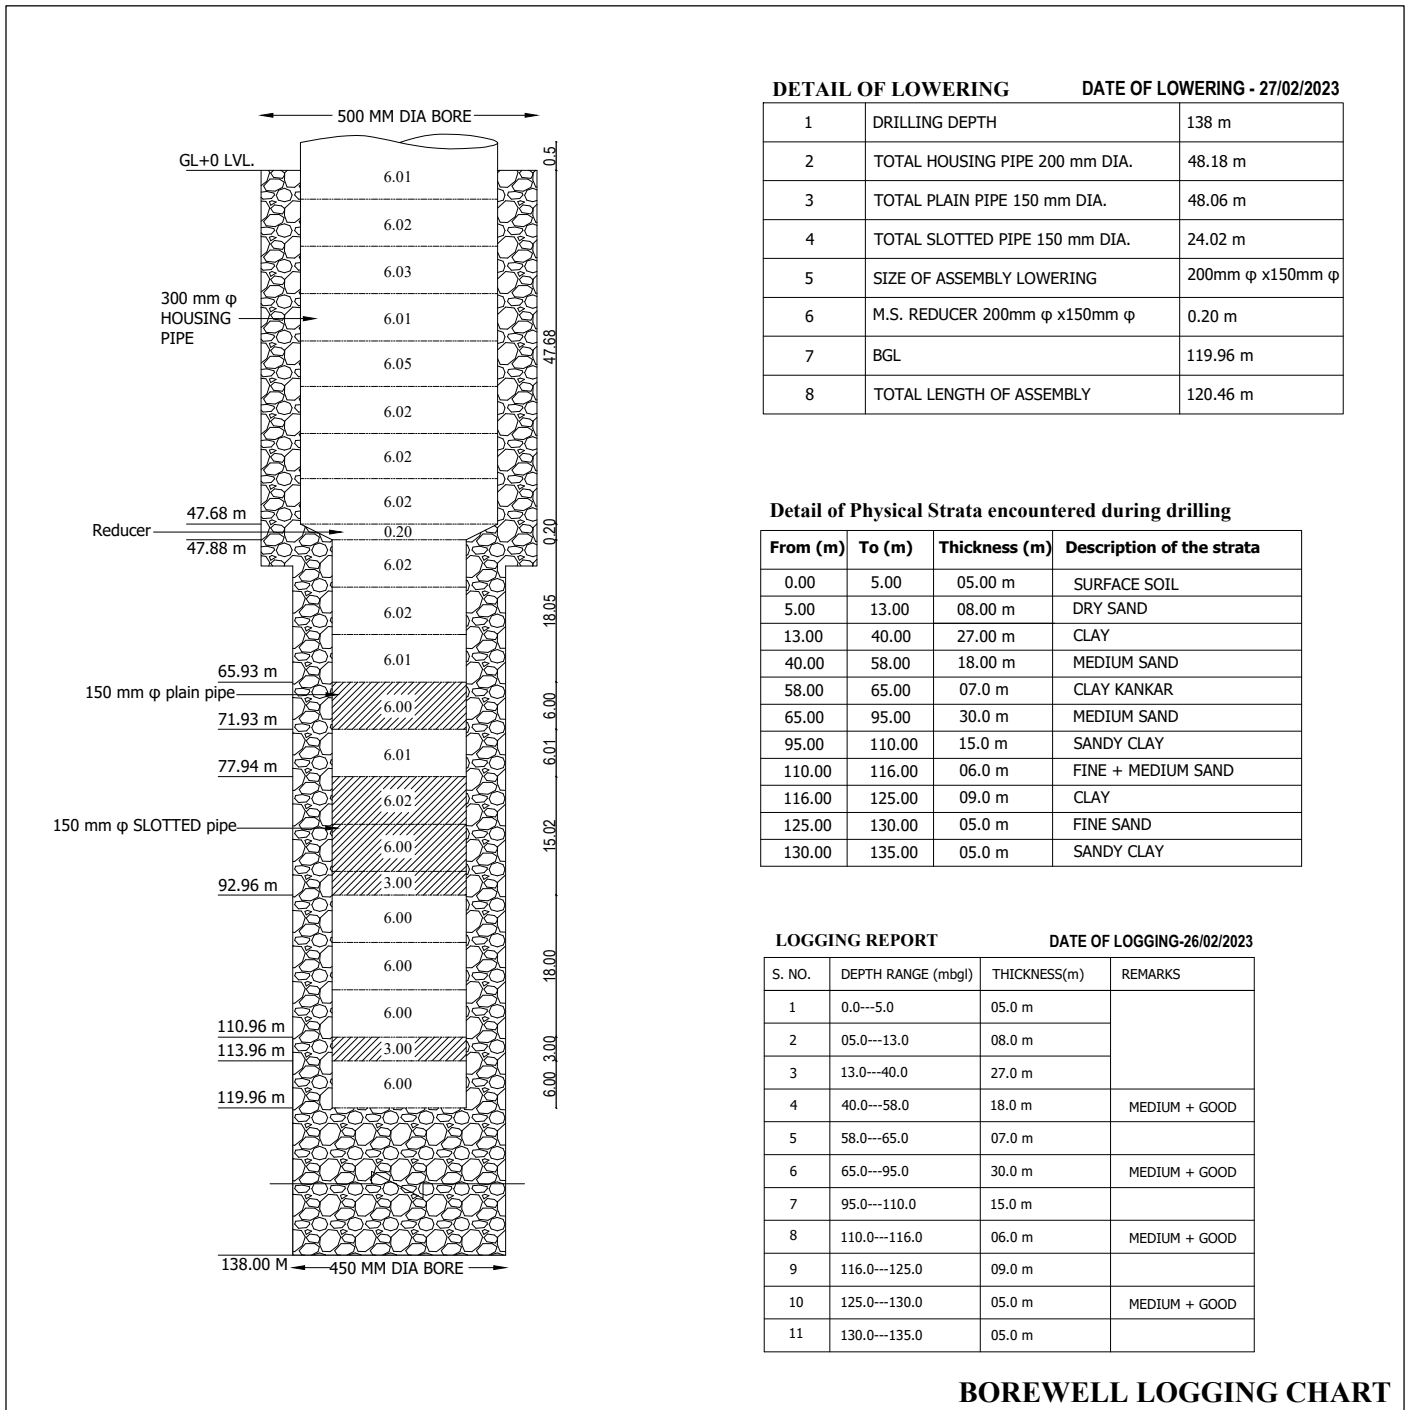 500 MM DIA BORE
GL+0 LVL.
0.5
6.01
6.02
6.03
300 mm φ
HOUSING
PIPE
6.01
47.68
6.05
6.02
6.02
6.02
47.68 m
Reducer
0.20
0.20
47.88 m
6.02
6.02
18.05
6.01
65.93 m
150 mm φ plain pipe
6.00
6.00
71.93 m
6.01
6.01
77.94 m
6.02
150 mm φ SLOTTED pipe
15.02
6.00
3.00
92.96 m
6.00
6.00
18.00
6.00
110.96 m
3.00
3.00
113.96 m
6.00
6.00
119.96 m
138.00 M
450 MM DIA BORE
DETAIL OF LOWERING DATE OF LOWERING - 27/02/2023
1 DRILLING DEPTH 138 m
2 TOTAL HOUSING PIPE 200 mm DIA. 48.18 m
3 TOTAL PLAIN PIPE 150 mm DIA. 48.06 m
4 TOTAL SLOTTED PIPE 150 mm DIA. 24.02 m
5 SIZE OF ASSEMBLY LOWERING 200mm φ x150mm φ
6 M.S. REDUCER 200mm φ x150mm φ 0.20 m
7 BGL 119.96 m
8 TOTAL LENGTH OF ASSEMBLY 120.46 m
Detail of Physical Strata encountered during drilling
From (m) To (m) Thickness (m) Description of the strata
0.00 5.00 05.00 m SURFACE SOIL
5.00 13.00 08.00 m DRY SAND
13.00 40.00 27.00 m CLAY
40.00 58.00 18.00 m MEDIUM SAND
58.00 65.00 07.0 m CLAY KANKAR
65.00 95.00 30.0 m MEDIUM SAND
95.00 110.00 15.0 m SANDY CLAY
110.00 116.00 06.0 m FINE + MEDIUM SAND
116.00 125.00 09.0 m CLAY
125.00 130.00 05.0 m FINE SAND
130.00 135.00 05.0 m SANDY CLAY
LOGGING REPORT DATE OF LOGGING-26/02/2023
S. NO. DEPTH RANGE (mbgl) THICKNESS(m) REMARKS
1 0.0---5.0 05.0 m
2 05.0---13.0 08.0 m
3 13.0---40.0 27.0 m
4 40.0---58.0 18.0 m MEDIUM + GOOD
5 58.0---65.0 07.0 m
6 65.0---95.0 30.0 m MEDIUM + GOOD
7 95.0---110.0 15.0 m
8 110.0---116.0 06.0 m MEDIUM + GOOD
9 116.0---125.0 09.0 m
10 125.0---130.0 05.0 m MEDIUM + GOOD
11 130.0---135.0 05.0 m
BOREWELL LOGGING CHART